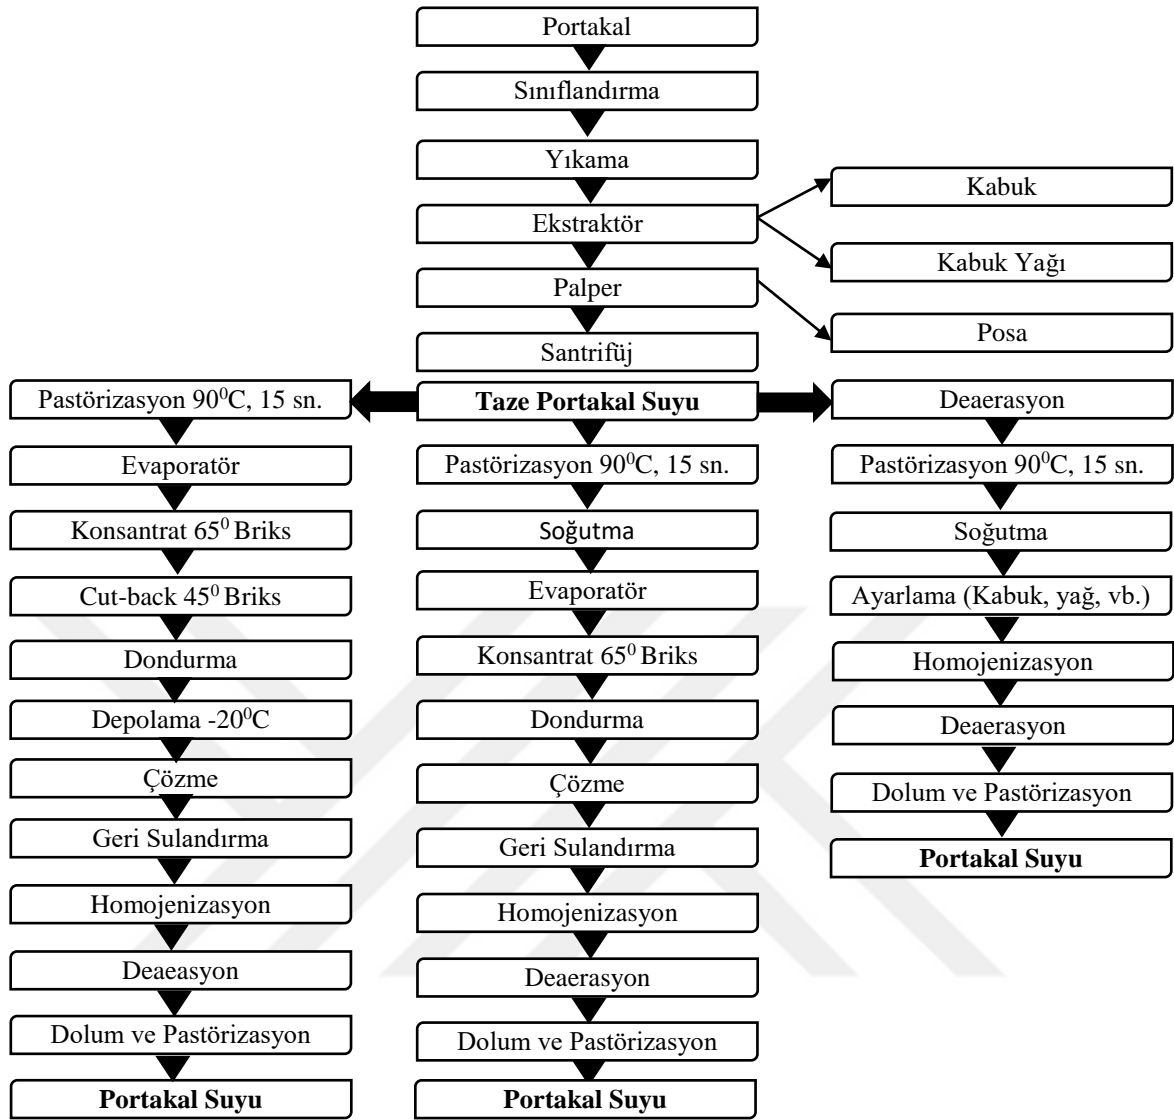 Portakal
Sınıflandırma
Yıkama
Ekstraktör
Kabuk
Kabuk Yağı
Palper
Posa
Santrifüj
Taze Portakal Suyu
Pastörizasyon 90⁰C, 15 sn.
Evaporatör
Konsantrat 65⁰ Briks
Cut-back 45⁰ Briks
Dondurma
Depolama -20⁰C
Çözme
Geri Sulandırma
Homojenizasyon
Deaeasyon
Dolum ve Pastörizasyon
Portakal Suyu
Pastörizasyon 90⁰C, 15 sn.
Soğutma
Evaporatör
Konsantrat 65⁰ Briks
Dondurma
Çözme
Geri Sulandırma
Homojenizasyon
Deaerasyon
Dolum ve Pastörizasyon
Portakal Suyu
Deaerasyon
Pastörizasyon 90⁰C, 15 sn.
Soğutma
Ayarlama (Kabuk, yağ, vb.)
Homojenizasyon
Deaerasyon
Dolum ve Pastörizasyon
Portakal Suyu